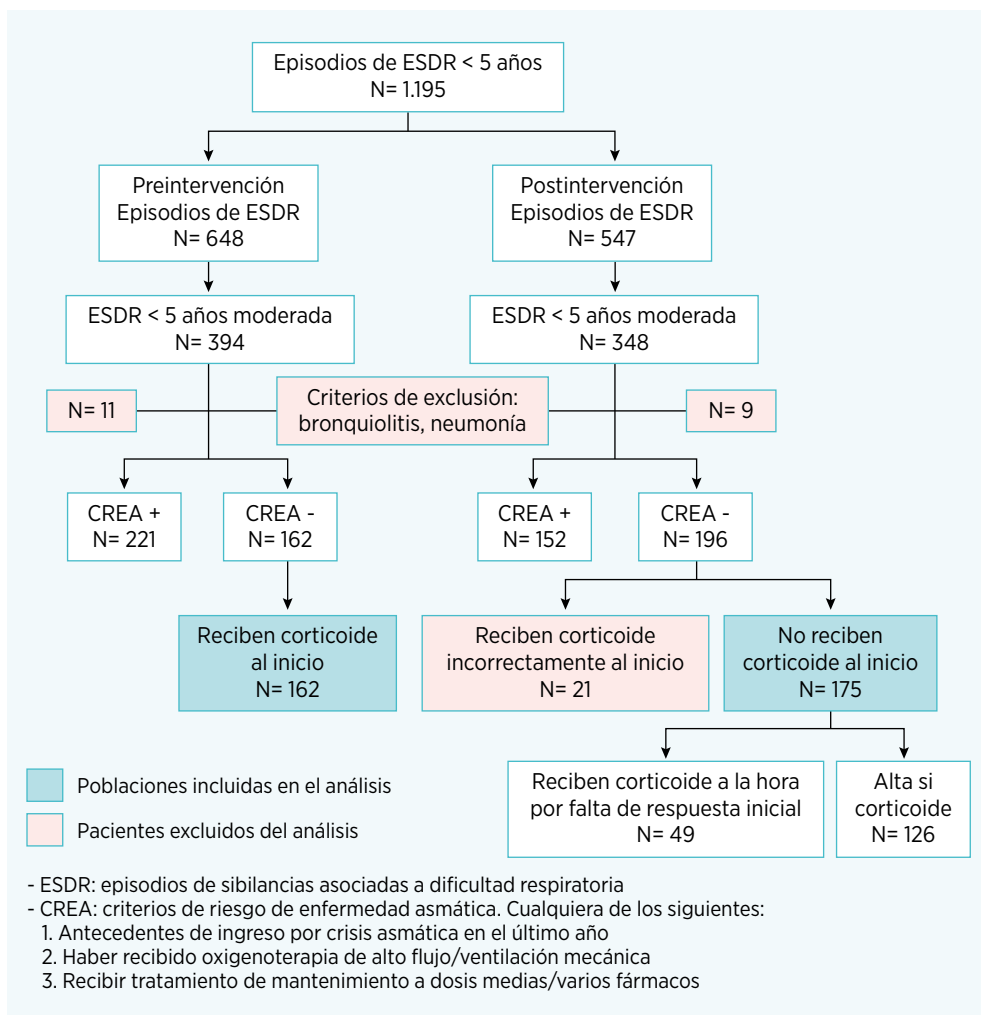 Episodios de ESDR < 5 años
N= 1.195
Preintervención
Episodios de ESDR
N= 648
Postintervención
Episodios de ESDR
N= 547
ESDR < 5 años moderada
N= 394
ESDR < 5 años moderada
N= 348
N= 11
Criterios de exclusión:
bronquiolitis, neumonía
N= 9
CREA +
N= 221
CREA -
N= 162
CREA +
N= 152
CREA -
N= 196
Reciben corticoide
al inicio
N= 162
Reciben corticoide
incorrectamente al inicio
N= 21
No reciben
corticoide al inicio
N= 175
Reciben corticoide a la hora
por falta de respuesta inicial
N= 49
Alta si
corticoide
N= 126
Poblaciones incluidas en el análisis
Pacientes excluidos del análisis
- ESDR: episodios de sibilancias asociadas a dificultad respiratoria
- CREA: criterios de riesgo de enfermedad asmática. Cualquiera de los siguientes:
1. Antecedentes de ingreso por crisis asmática en el último año
2. Haber recibido oxigenoterapia de alto flujo/ventilación mecánica
3. Recibir tratamiento de mantenimiento a dosis medias/varios fármacos